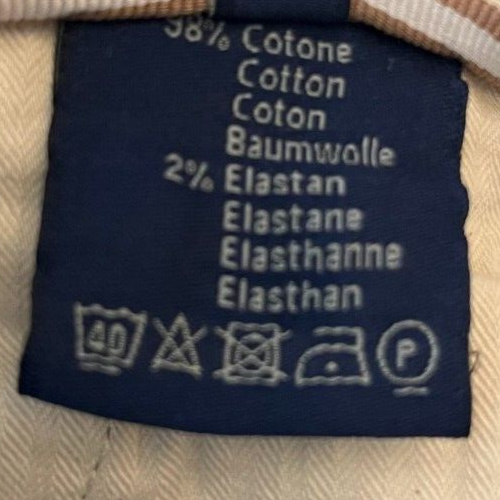 98% Cotone
Cotton
Coton
Baumwolle
2% Elastan
Elastane
Elasthanne
Elasthan
40
P